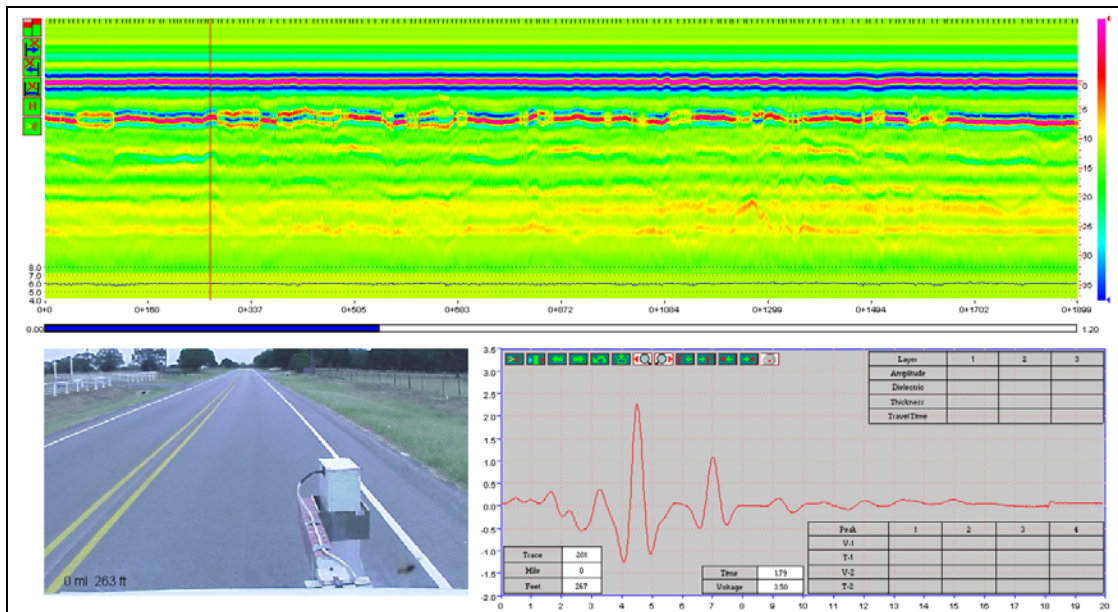 0
-5
-10
-15
-20
-25
-30
-35
8.0
7.0
6.0
5.0
4.0
0+0 0+160 0+337 0+505 0+683 0+872 0+1084 0+1299 0+1494 0+1702 0+1899
0.00 1.20
0 ml 263 ft
3.5
3.0
2.5
2.0
1.5
1.0
0.5
0.0
-0.5
-1.0
-1.5
-2.0
Layer 1 2 3
Amplitude
Dielectric
Thickness
Travel Time
Peak 1 2 3 4
V-1
T-1
V-2
T-2
Trace 201
Mile 0
Feet 267
Time 1.79
Voltage 3.50
0 1 2 3 4 5 6 7 8 9 10 11 12 13 14 15 16 17 18 19 20